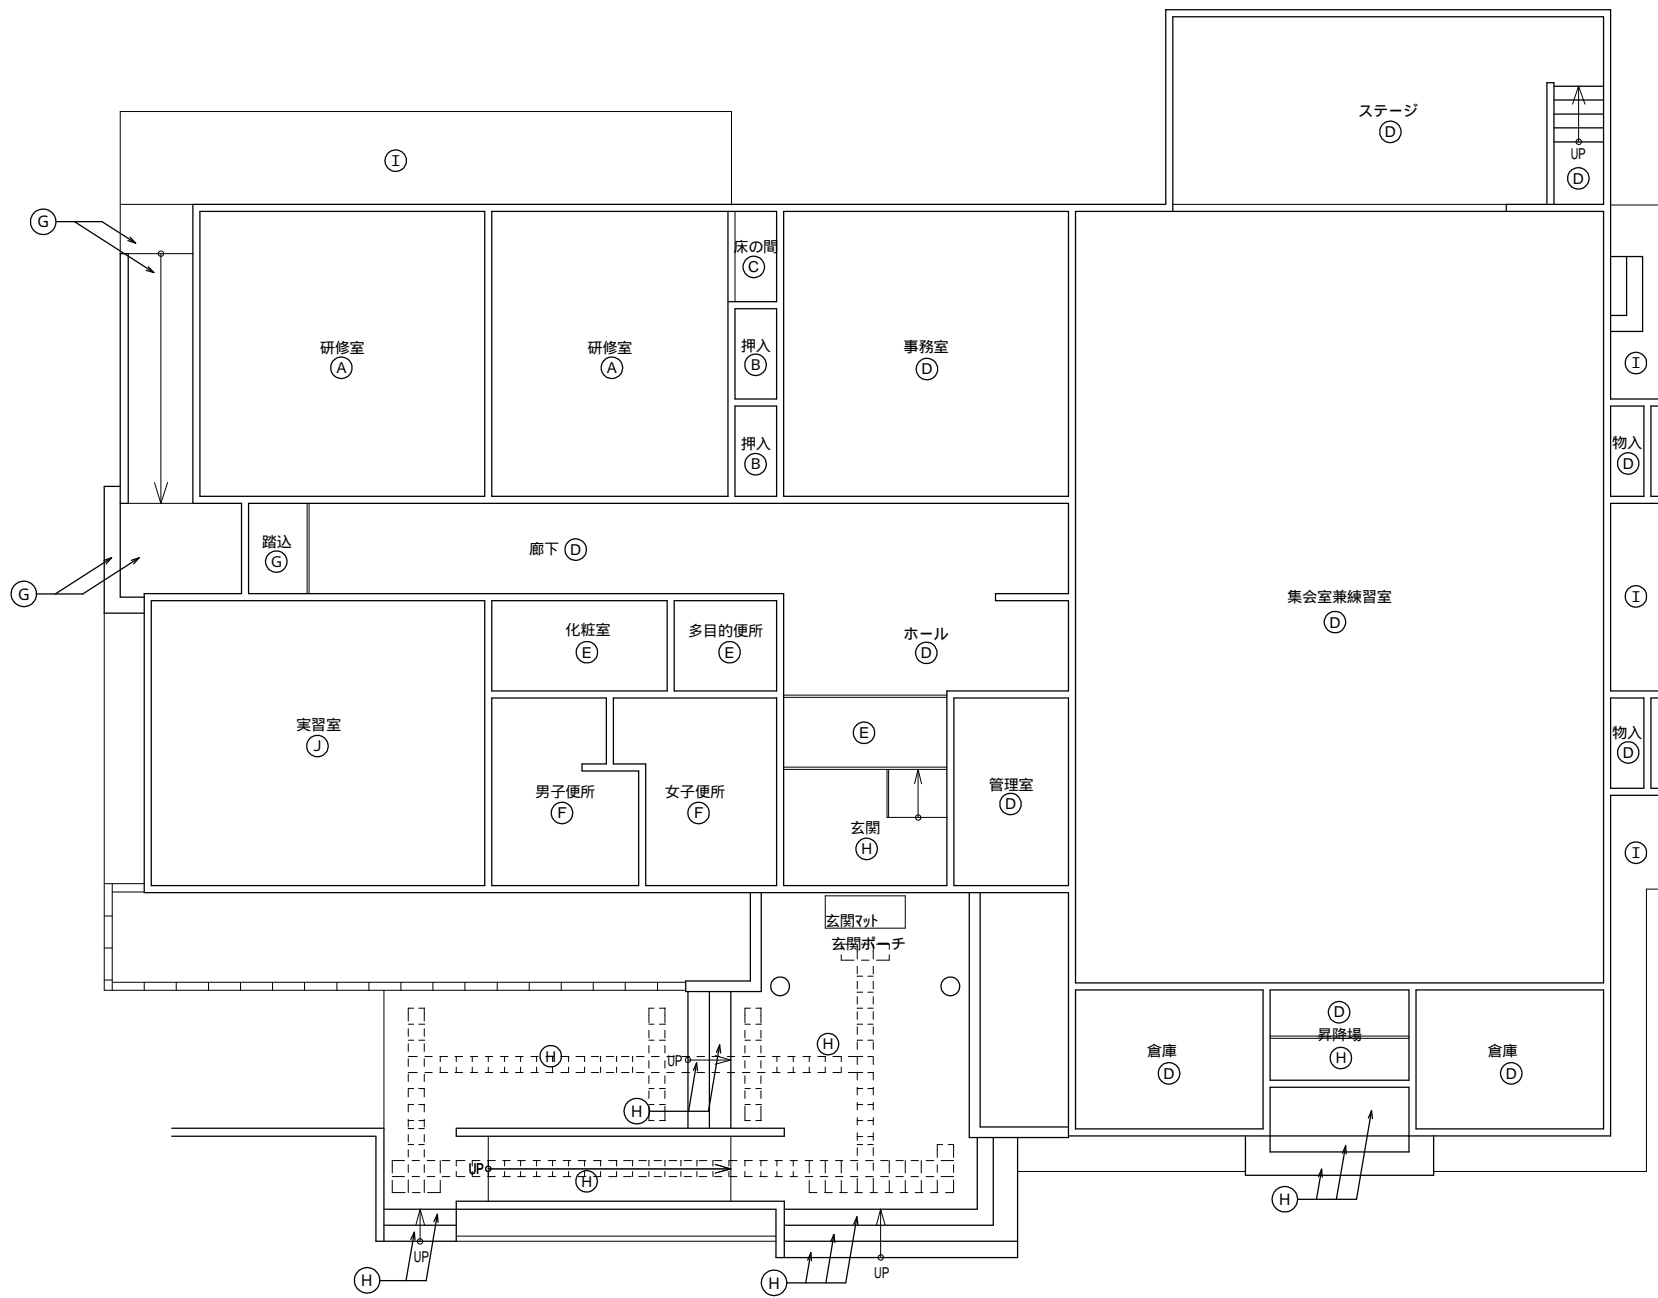 ステージ
D
UP
D
I
G
床の間
C
研修室
A
研修室
A
押入
B
事務室
D
I
押入
B
物入
D
踏込
G
廊下 D
G
集会室兼練習室
D
I
化粧室
E
多目的便所
E
ホール
D
実習室
J
E
物入
D
男子便所
F
女子便所
F
玄関
H
管理室
D
I
玄関マット
玄関ポーチ
H
H
UP
H
D
昇降場
H
倉庫
D
倉庫
D
UP
H
H
UP
H
UP
H